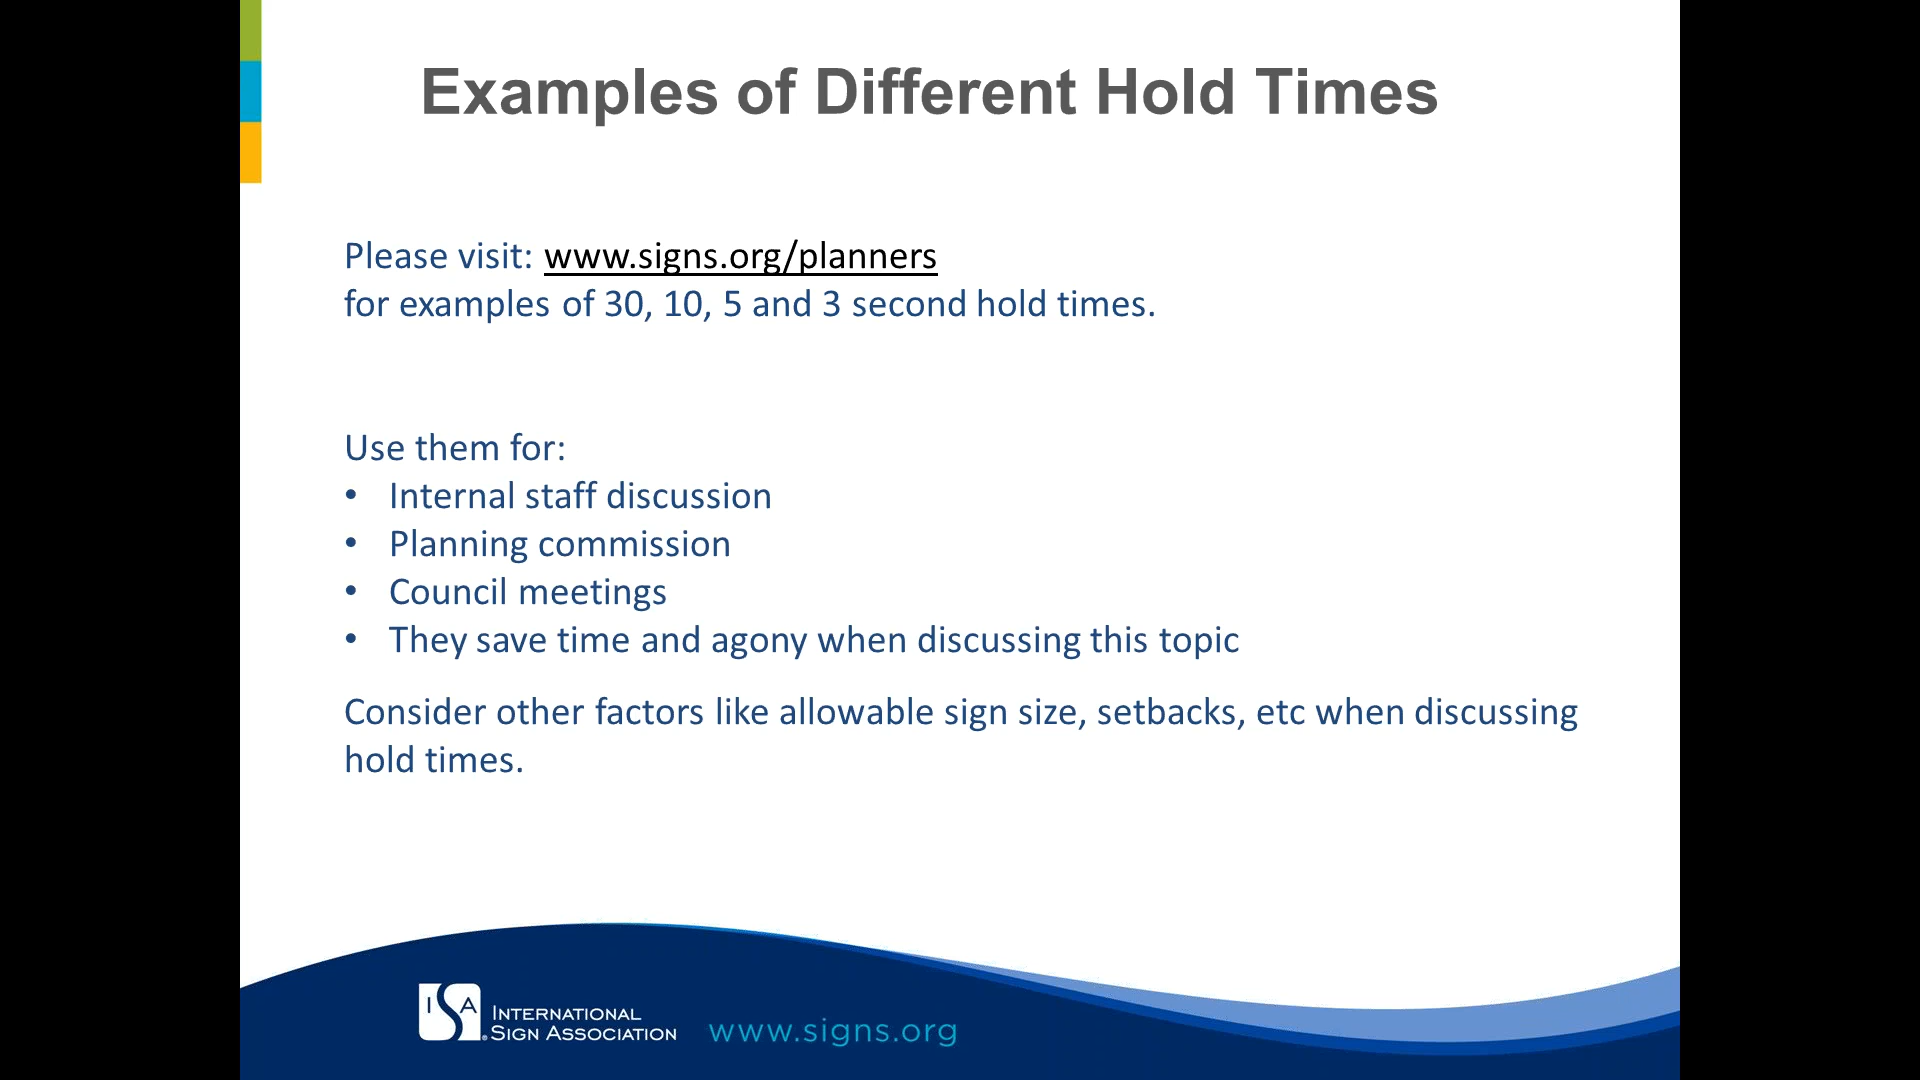 Examples of Different Hold Times
Please visit: www.signs.org/planners
for examples of 30, 10, 5 and 3 second hold times.
Use them for:
• Internal staff discussion
• Planning commission
• Council meetings
• They save time and agony when discussing this topic
Consider other factors like allowable sign size, setbacks, etc when discussing
hold times.
ISA
®
INTERNATIONAL
SIGN ASSOCIATION
www.signs.org